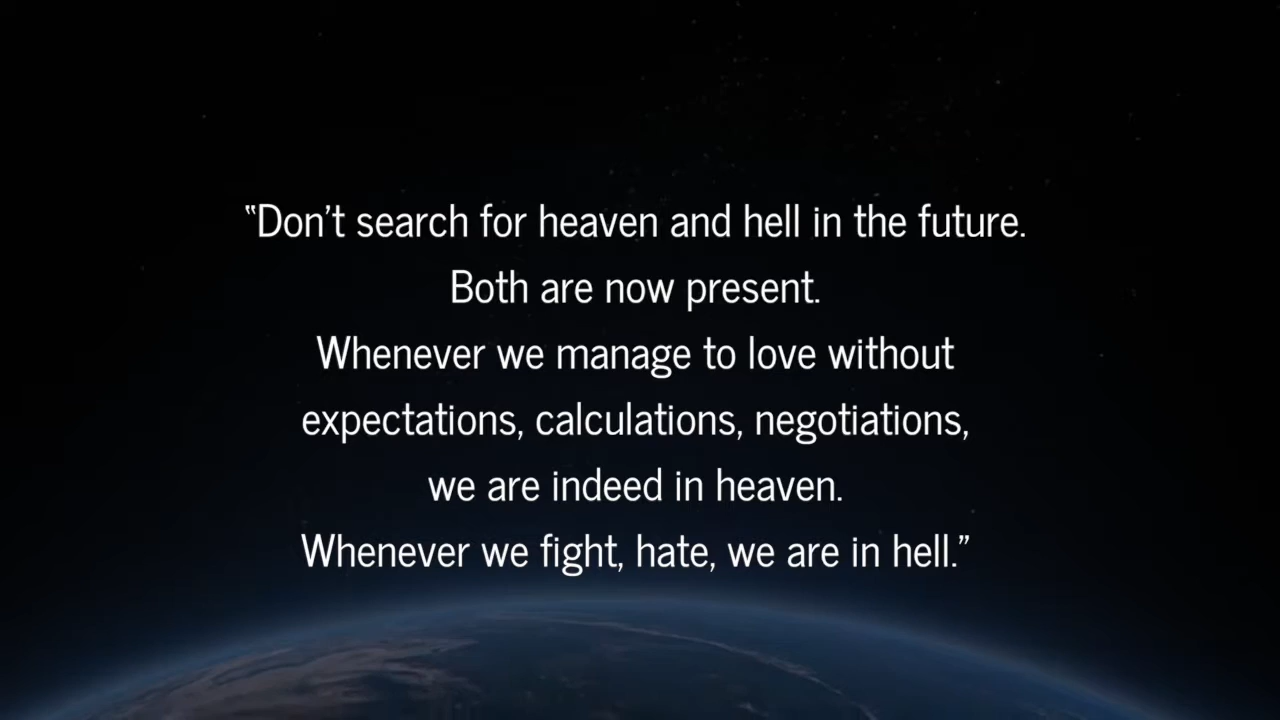 “Don’t search for heaven and hell in the future.
Both are now present.
Whenever we manage to love without
expectations, calculations, negotiations,
we are indeed in heaven.
Whenever we fight, hate, we are in hell.”